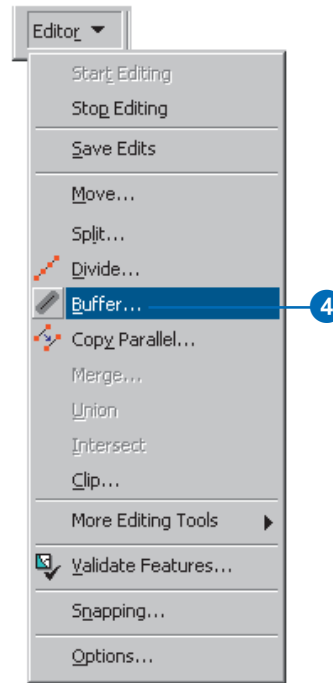 Editor
Start Editing
Stop Editing
Save Edits
Move...
Split...
Divide...
Buffer...
4
Copy Parallel...
Merge...
Union
Intersect
Clip...
More Editing Tools
Validate Features...
Snapping...
Options...